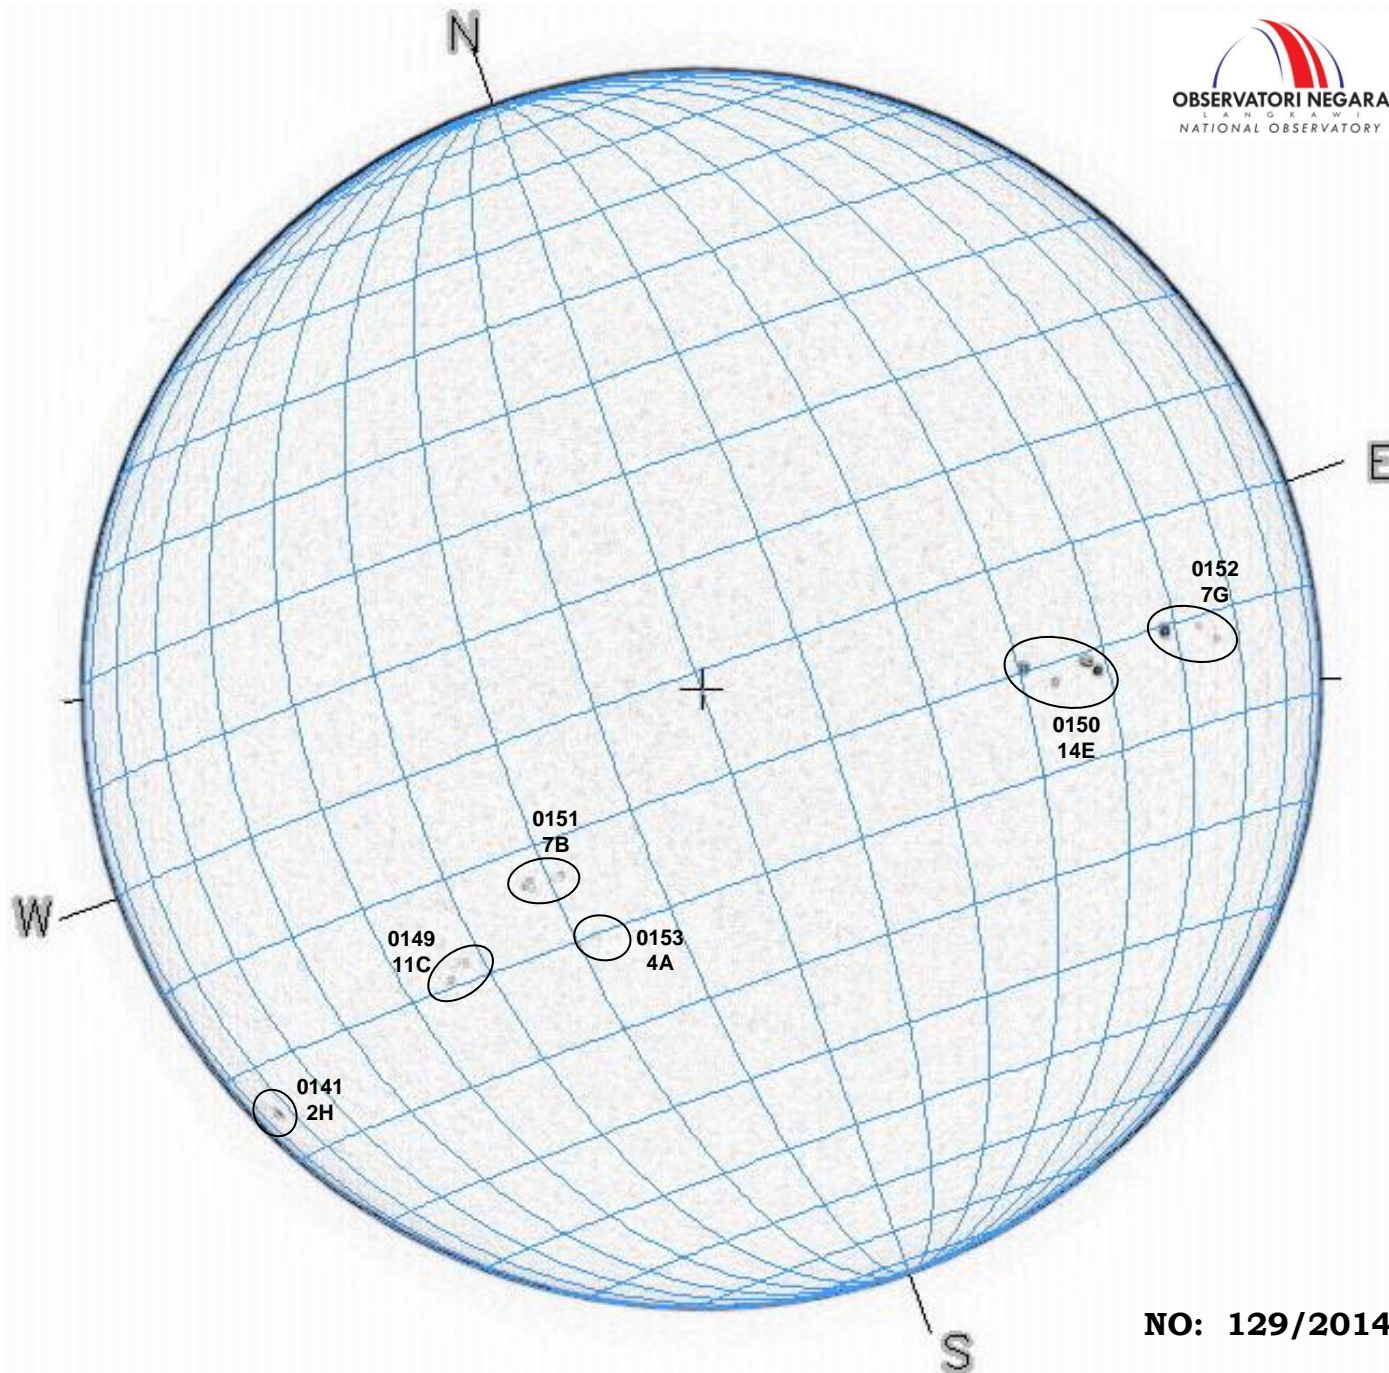 N
OBSERVATORI NEGARA
LANGKAWI
NATIONAL OBSERVATORY
E
0152
7G
0150
14E
0151
7B
W
0149
11C
0153
4A
0141
2H
NO: 129/2014
S